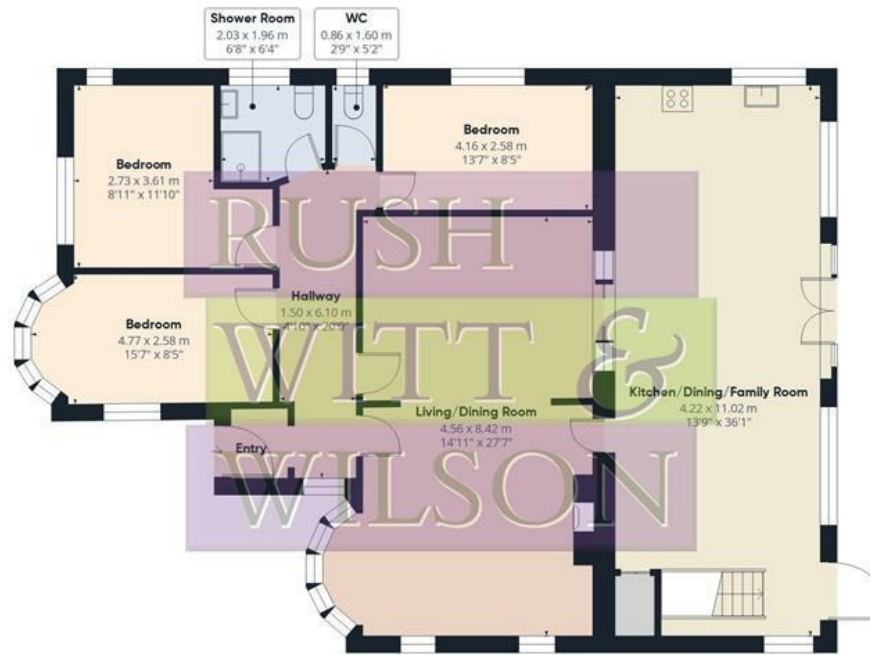 Shower Room
2.03 x 1.96 m
6'8" x 6'4"
WC
0.86 x 1.60 m
2'9" x 5'2"
Bedroom
2.73 x 3.61 m
8'11" x 11'10"
Bedroom
4.16 x 2.58 m
13'7" x 8'5"
RUSH
Hallway
1.50 x 6.10 m
4'10" x 20'0"
Bedroom
4.77 x 2.58 m
15'7" x 8'5"
WITT &
Kitchen/Dining/Family Room
4.22 x 11.02 m
13'9" x 36'1"
Living/Dining Room
4.56 x 8.42 m
14'11" x 27'7"
Entry
WILSON